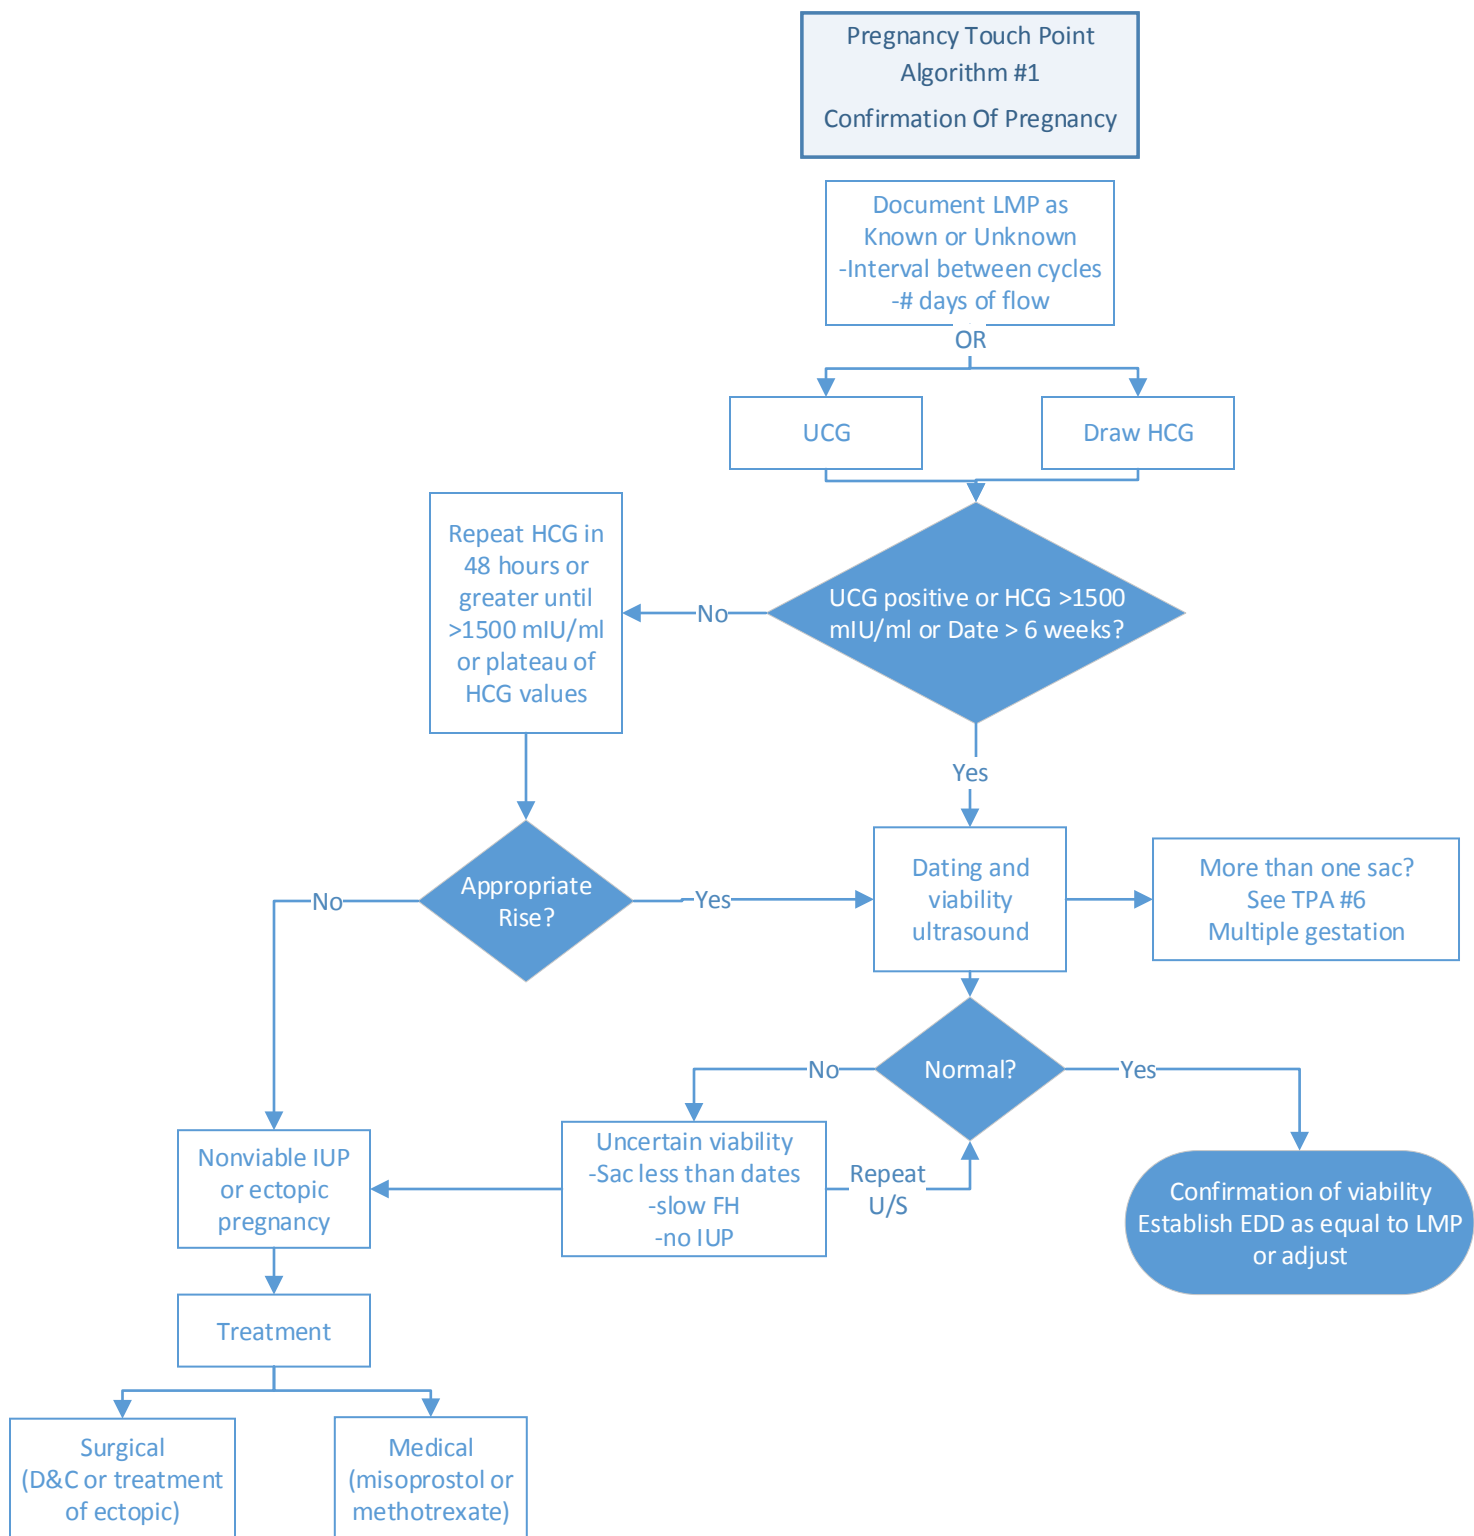 Pregnancy Touch Point
Algorithm #1
Confirmation Of Pregnancy
Document LMP as
Known or Unknown
-Interval between cycles
-# days of flow
OR
UCG
Draw HCG
Repeat HCG in
48 hours or
greater until
>1500 mIU/ml
or plateau of
HCG values
No
UCG positive or HCG >1500
mIU/ml or Date > 6 weeks?
Yes
Appropriate
Rise?
No
Yes
Dating and
viability
ultrasound
More than one sac?
See TPA #6
Multiple gestation
Normal?
No
Yes
Nonviable IUP
or ectopic
pregnancy
Uncertain viability
-Sac less than dates
-slow FH
-no IUP
Repeat
U/S
Confirmation of viability
Establish EDD as equal to LMP
or adjust
Treatment
Surgical
(D&C or treatment
of ectopic)
Medical
(misoprostol or
methotrexate)